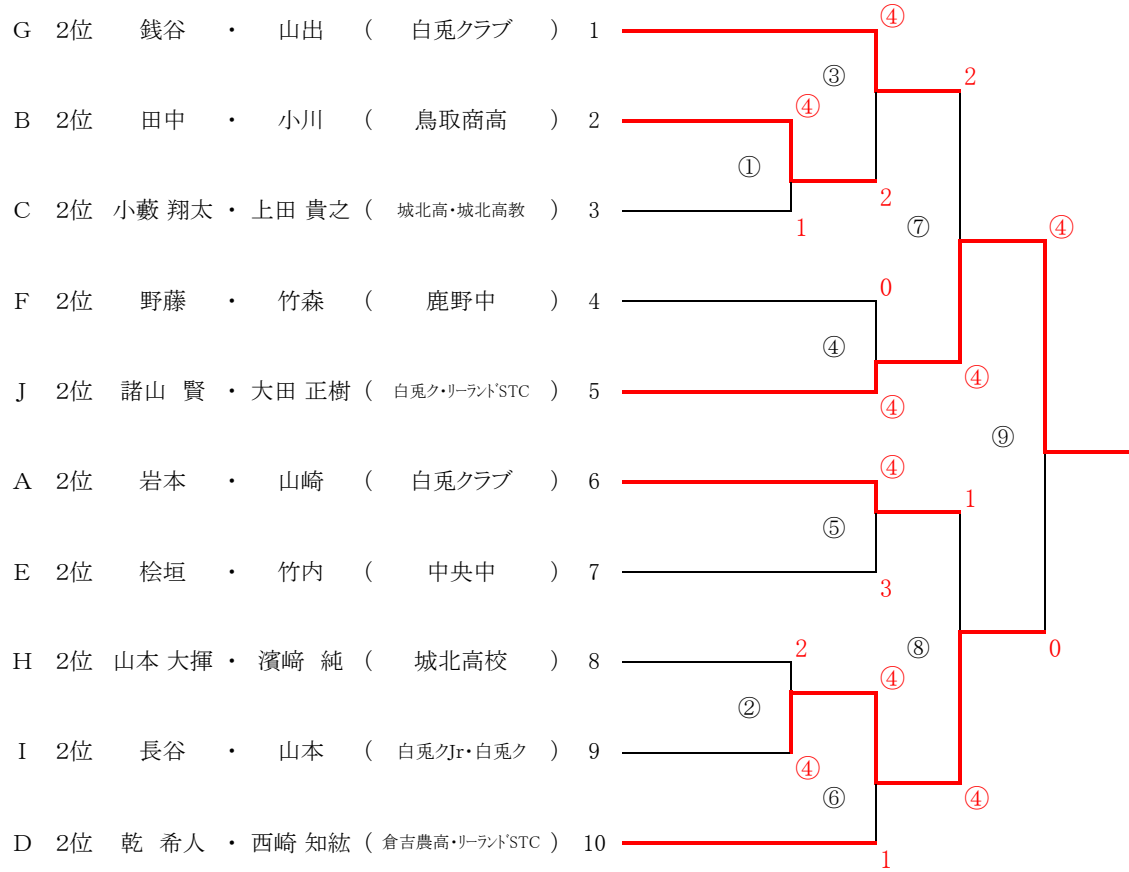 ④
G 2位 銭谷 ・ 山出 ( 白兎クラブ ) 1
③ 2
④
B 2位 田中 ・ 小川 ( 鳥取商高 ) 2
①
C 2位 小藪 翔太 ・ 上田 貴之 ( 城北高・城北高教 ) 3
2
1 ⑦ ④
0
F 2位 野藤 ・ 竹森 ( 鹿野中 ) 4
④
④
J 2位 諸山 賢 ・ 大田 正樹 ( 白兎ク・リーランドSTC ) 5
④
⑨
④
A 2位 岩本 ・ 山崎 ( 白兎クラブ ) 6
1
⑤
E 2位 桧垣 ・ 竹内 ( 中央中 ) 7
3
2 ⑧ 0
H 2位 山本 大揮 ・ 濱﨑 純 ( 城北高校 ) 8
④
②
I 2位 長谷 ・ 山本 ( 白兎クJr・白兎ク ) 9
④
⑥ ④
D 2位 乾 希人 ・ 西崎 知紘 ( 倉吉農高・リーランドSTC ) 10
1